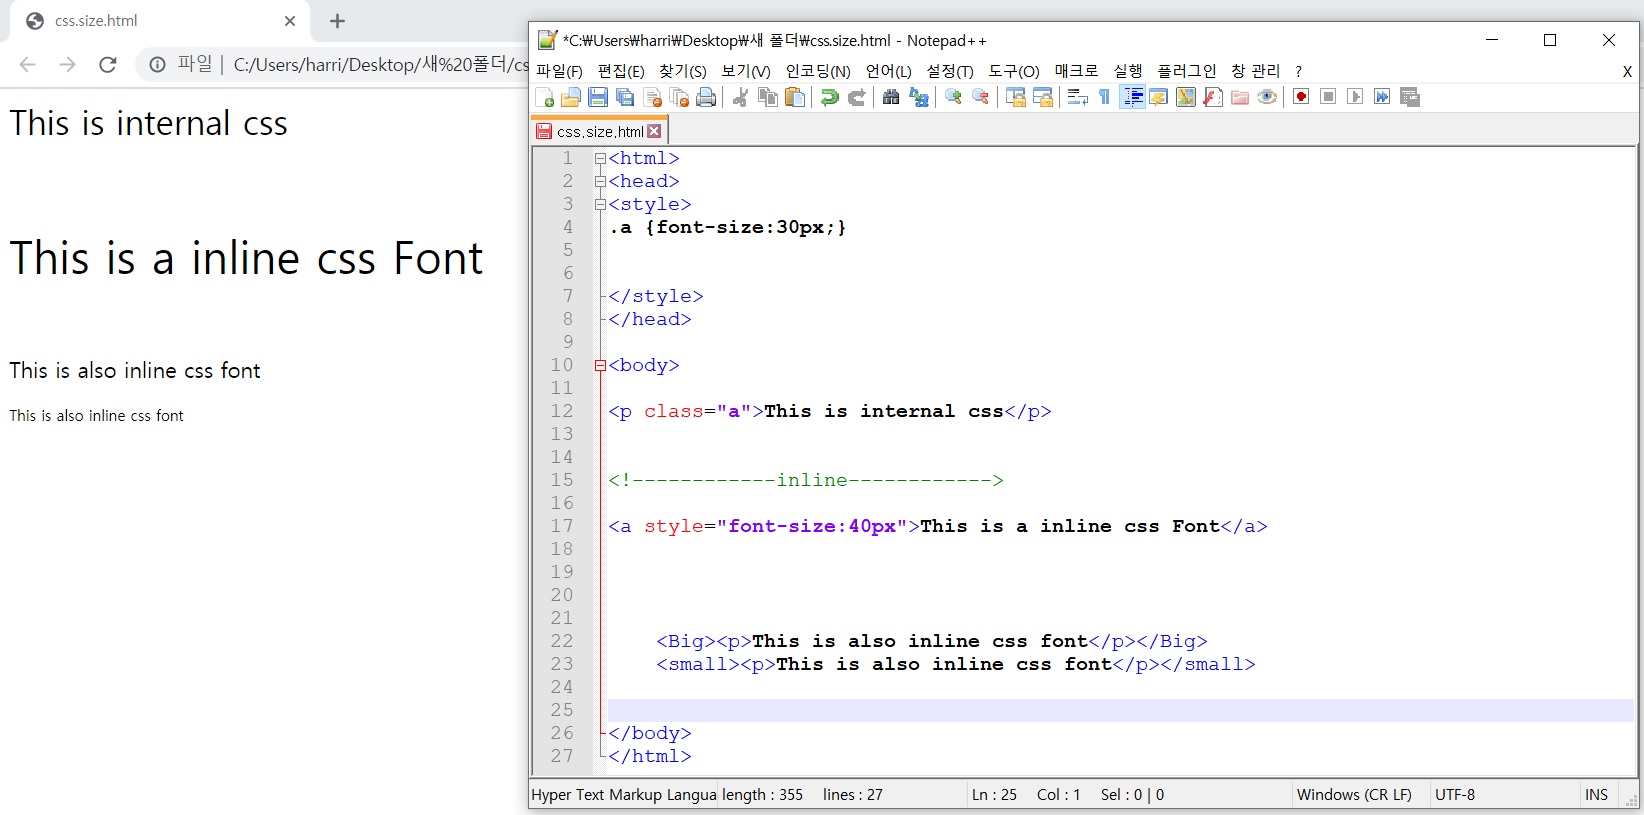 css.size.html
파일 | C:/Users/harri/Desktop/새%20폴더/cs
This is internal css
This is a inline css Font
This is also inline css font
This is also inline css font
*C:₩Users₩harri₩Desktop₩새 폴더₩css.size.html - Notepad++
파일(F) 편집(E) 찾기(S) 보기(V) 인코딩(N) 언어(L) 설정(T) 도구(O) 매크로 실행 플러그인 창 관리 ? X
css.size.html
1 <html>
2 <head>
3 <style>
4 .a {font-size:30px;}
5
6
7 </style>
8 </head>
9
10 <body>
11
12 <p class="a">This is internal css</p>
13
14
15 <!------------inline------------>
16
17 <a style="font-size:40px">This is a inline css Font</a>
18
19
20
21
22 <Big><p>This is also inline css font</p></Big>
23 <small><p>This is also inline css font</p></small>
24
25
26 </body>
27 </html>
Hyper Text Markup Langua length : 355 lines : 27 Ln : 25 Col : 1 Sel : 0 | 0 Windows (CR LF) UTF-8 INS